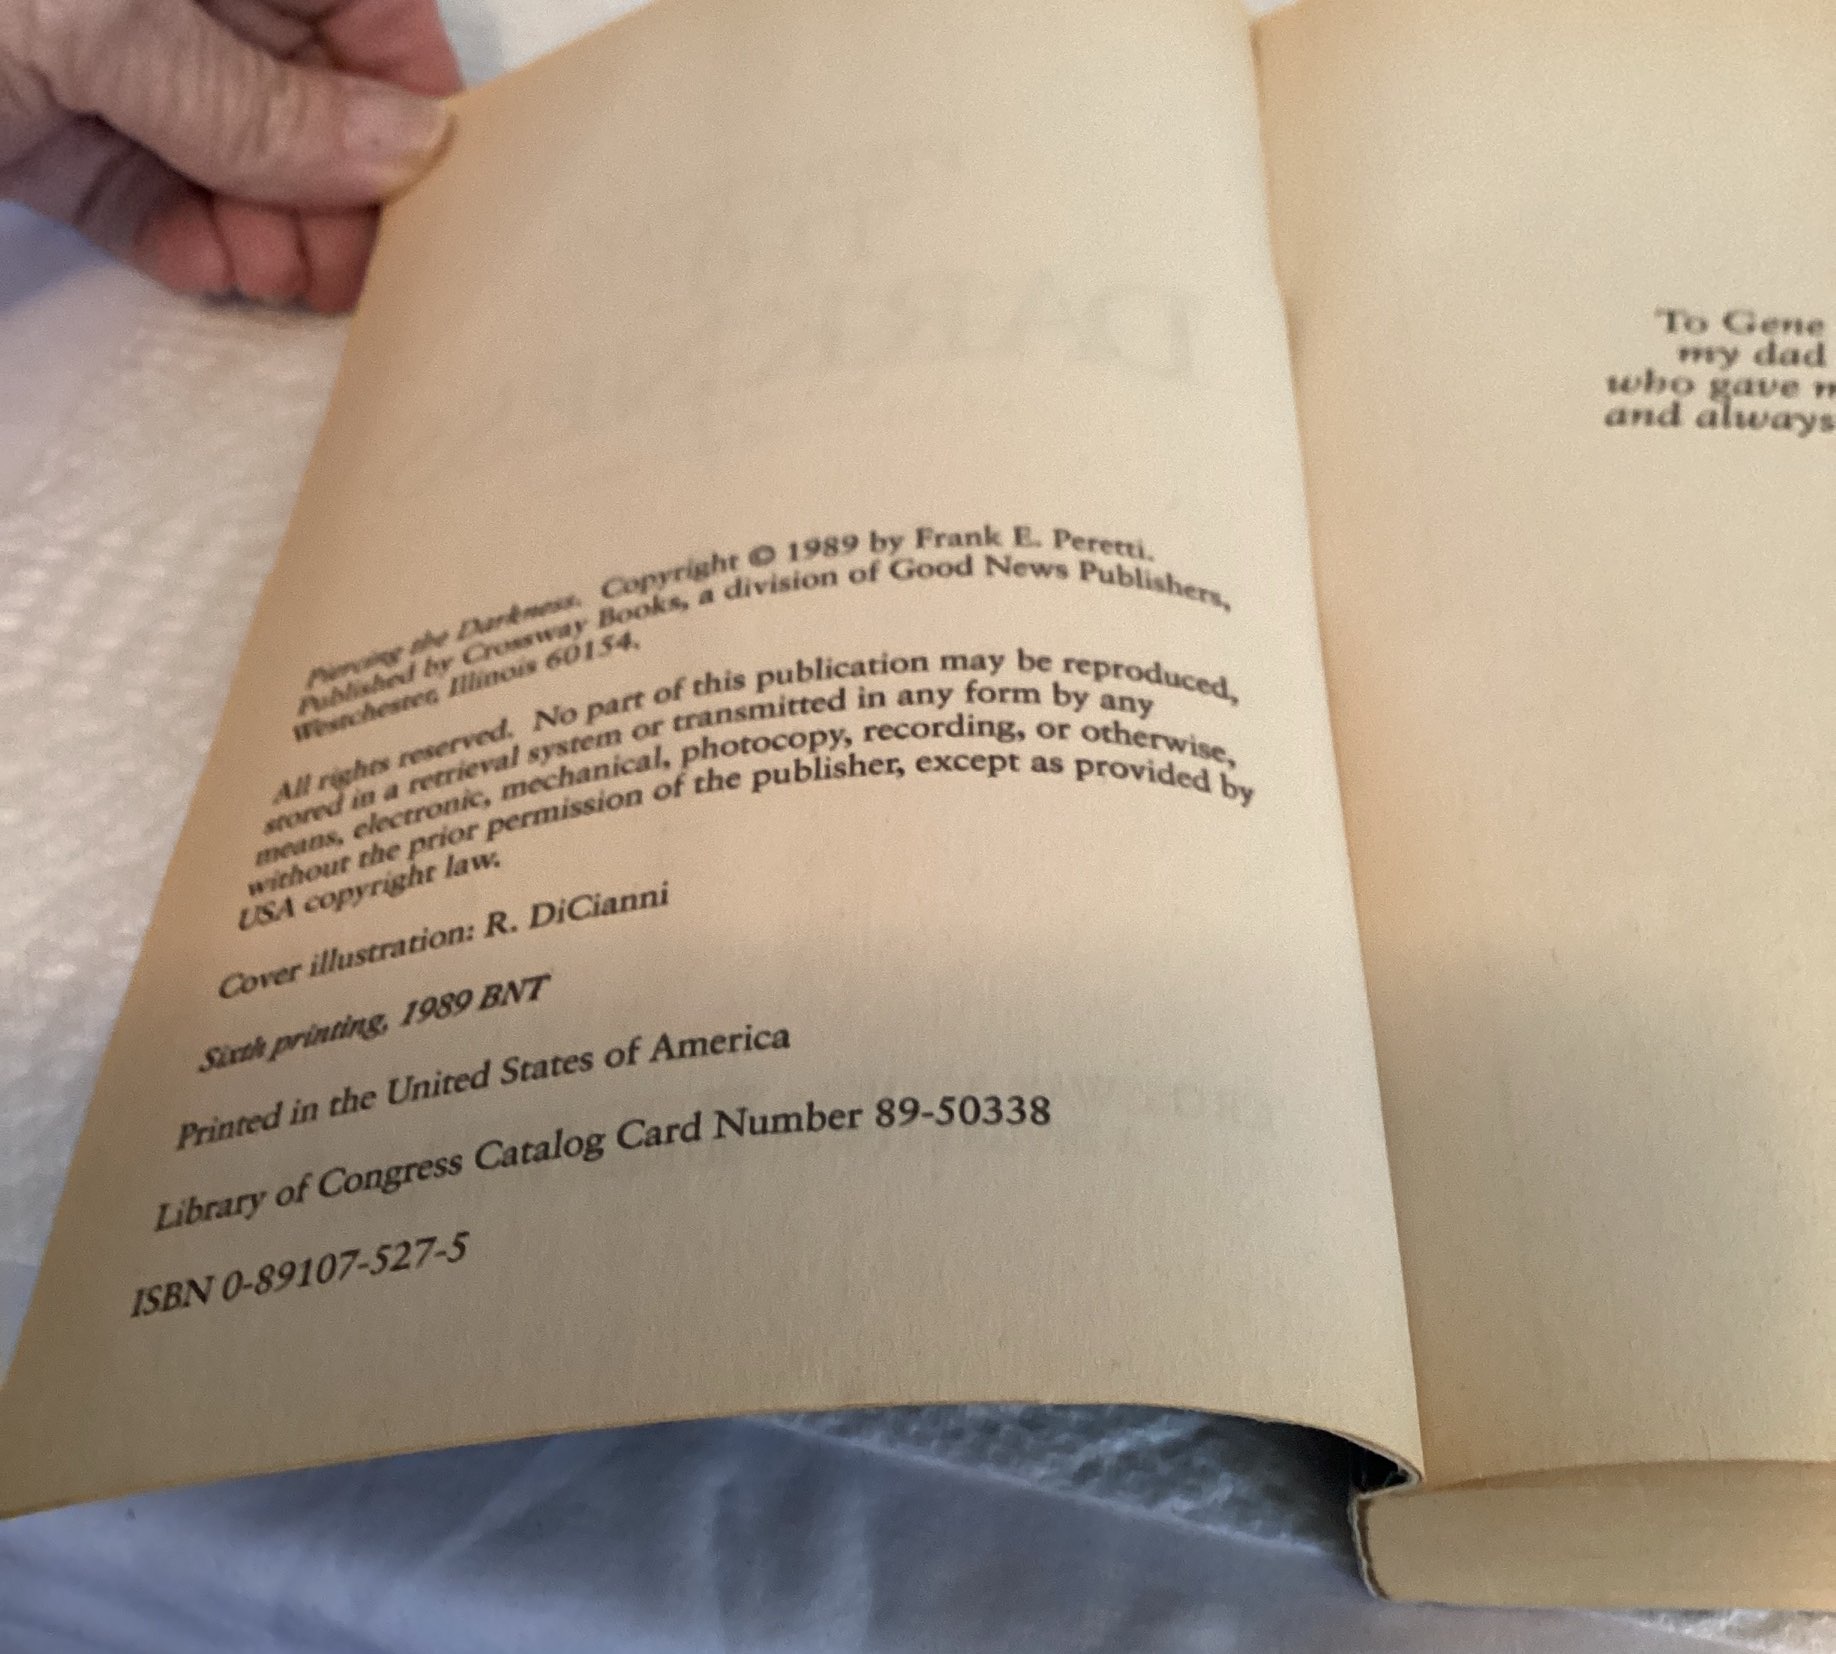 Piercing the Darkness. Copyright © 1989 by Frank E. Peretti.
Published by Crossway Books, a division of Good News Publishers,
Westchester, Illinois 60154.
All rights reserved. No part of this publication may be reproduced,
stored in a retrieval system or transmitted in any form by any
means, electronic, mechanical, photocopy, recording, or otherwise,
without the prior permission of the publisher, except as provided by
USA copyright law.
Cover illustration: R. DiCianni
Sixth printing, 1989 BNT
Printed in the United States of America
Library of Congress Catalog Card Number 89-50338
ISBN 0-89107-527-5
To Gene
my dad
who gave
and always